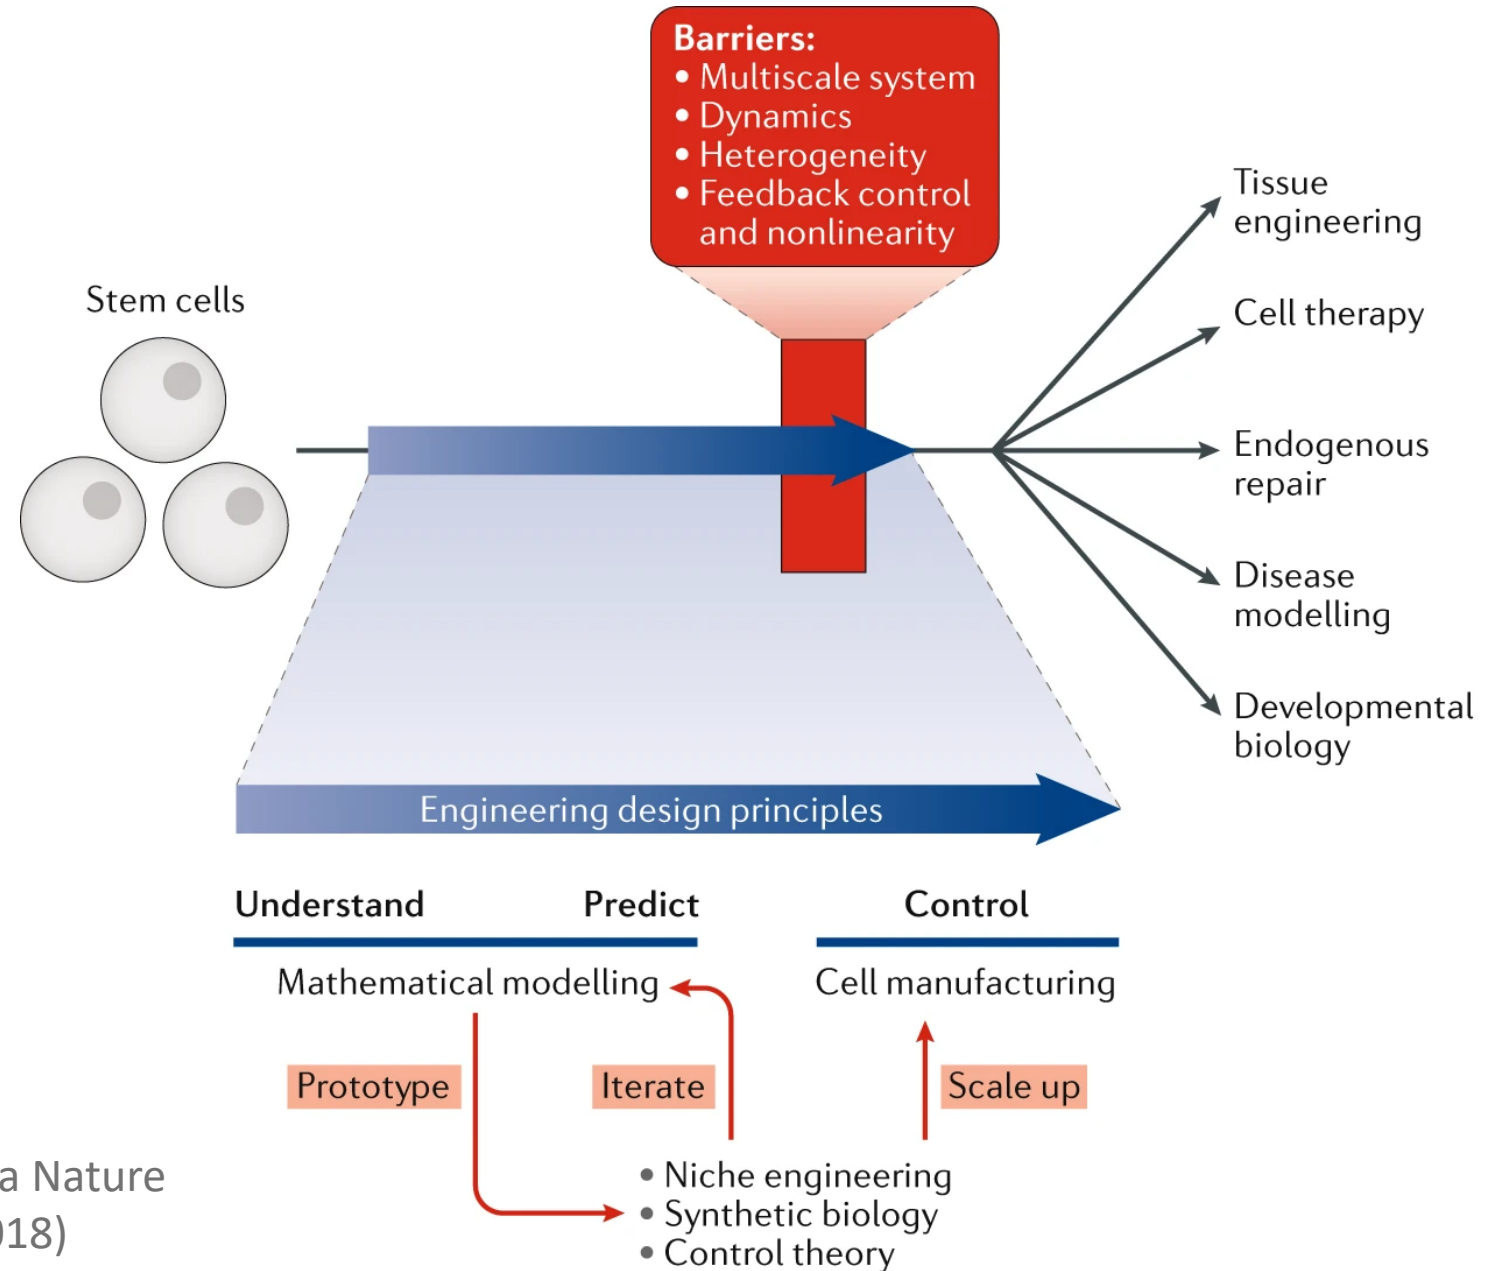 Barriers:
• Multiscale system
• Dynamics
• Heterogeneity
• Feedback control
and nonlinearity
Stem cells
Tissue
engineering
Cell therapy
Endogenous
repair
Disease
modelling
Developmental
biology
Engineering design principles
Understand
Predict
Control
Mathematical modelling
Cell manufacturing
Prototype
Iterate
Scale up
• Niche engineering
• Synthetic biology
• Control theory
a Nature
018)